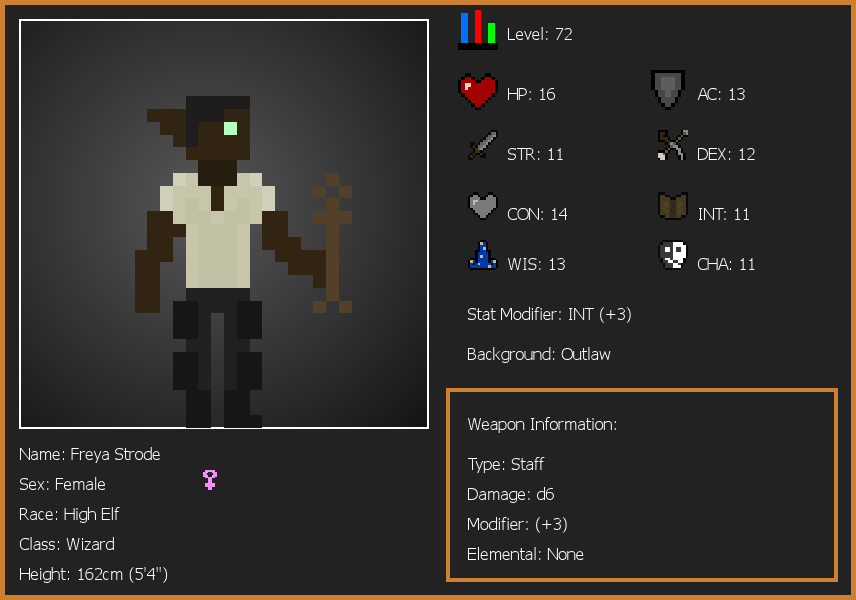 Level: 72
HP: 16
AC: 13
STR: 11
DEX: 12
CON: 14
INT: 11
WIS: 13
CHA: 11
Stat Modifier: INT (+3)
Background: Outlaw
Weapon Information:
Type: Staff
Damage: d6
Modifier: (+3)
Elemental: None
Name: Freya Strode
Sex: Female
Race: High Elf
Class: Wizard
Height: 162cm (5'4")